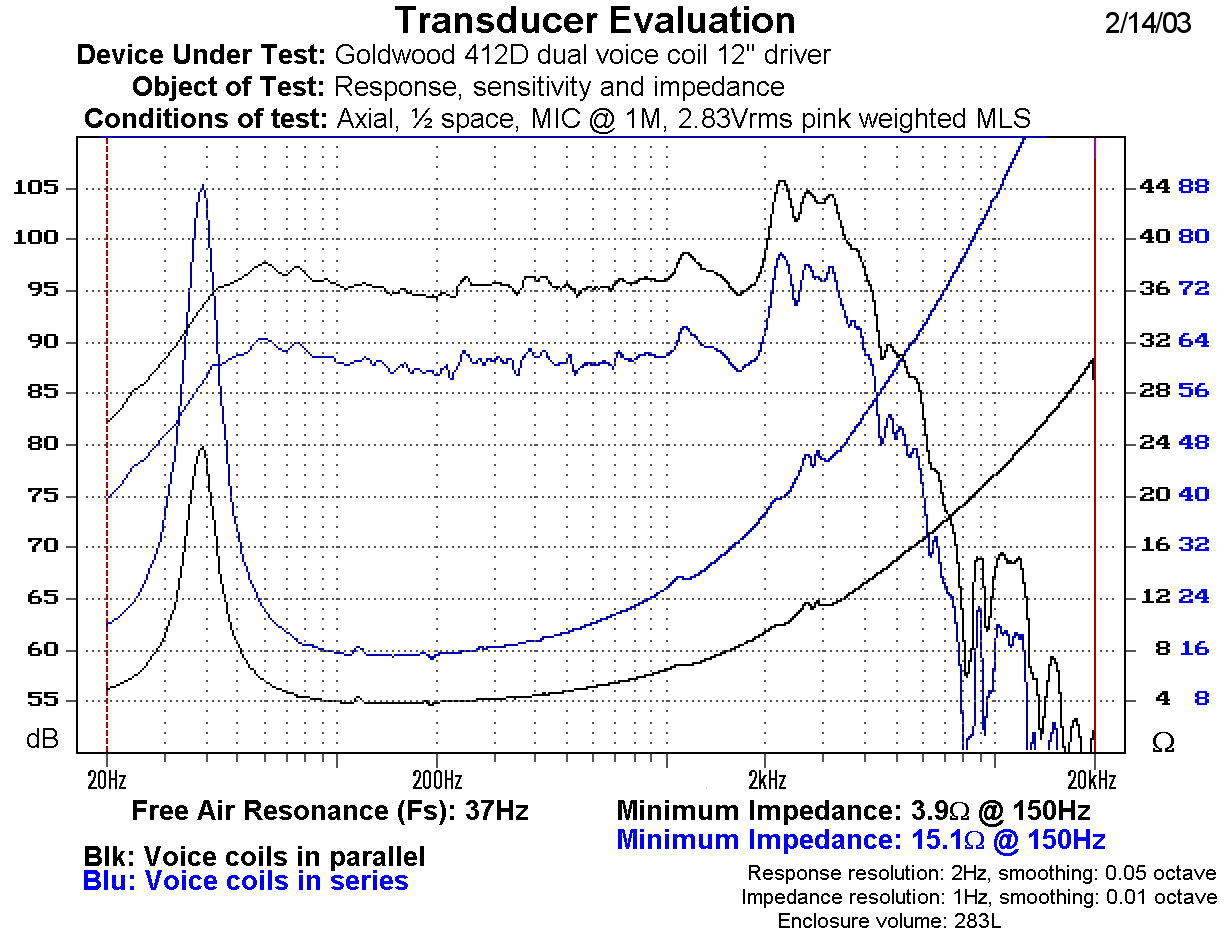 Transducer Evaluation 2/14/03
Device Under Test: Goldwood 412D dual voice coil 12" driver
Object of Test: Response, sensitivity and impedance
Conditions of test: Axial, ½ space, MIC @ 1M, 2.83Vrms pink weighted MLS
105 44 88
100 40 80
95 36 72
90 32 64
85 28 56
80 24 48
75 20 40
70 16 32
65 12 24
60 8 16
55 4 8
dB Ω
20Hz 200Hz 2kHz 20kHz
Free Air Resonance (Fs): 37Hz Minimum Impedance: 3.9Ω @ 150Hz
Minimum Impedance: 15.1Ω @ 150Hz
Blk: Voice coils in parallel
Blu: Voice coils in series
Response resolution: 2Hz, smoothing: 0.05 octave
Impedance resolution: 1Hz, smoothing: 0.01 octave
Enclosure volume: 283L